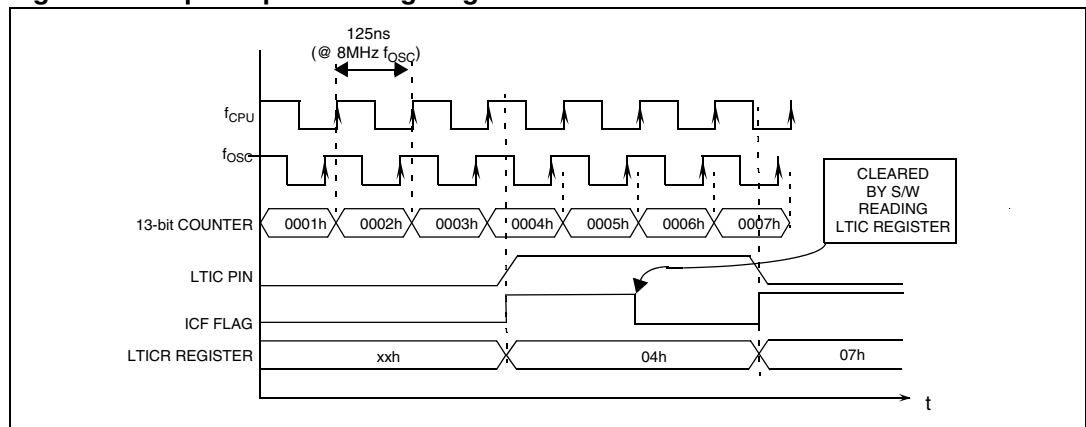 125ns
(@ 8MHz fOSC)
fCPU
fOSC
CLEARED
BY S/W
READING
LTIC REGISTER
13-bit COUNTER
0001h
0002h
0003h
0004h
0005h
0006h
0007h
LTIC PIN
ICF FLAG
LTICR REGISTER
xxh
04h
07h
t